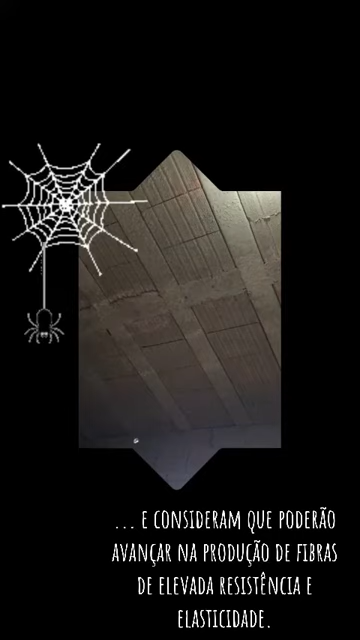 ... E CONSIDERAM QUE PODERÃO
AVANÇAR NA PRODUÇÃO DE FIBRAS
DE ELEVADA RESISTÊNCIA E
ELASTICIDADE.